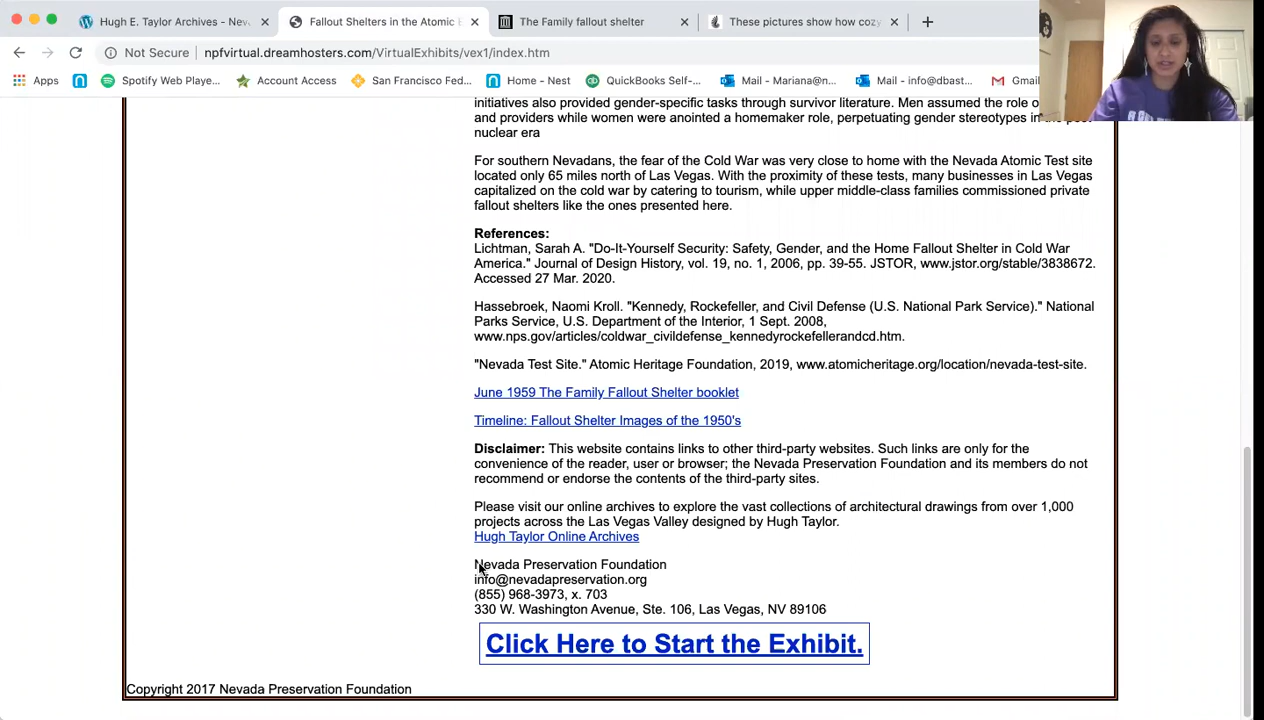 Hugh E. Taylor Archives - Nev
Fallout Shelters in the Atomic
The Family fallout shelter
These pictures show how cozy
Not Secure
npfvirtual.dreamhosters.com/VirtualExhibits/vex1/index.htm
Apps
Spotify Web Playe...
Account Access
San Francisco Fed...
Home - Nest
QuickBooks Self-...
Mail - Mariana@n...
Mail - info@dbast...
Gmai
initiatives also provided gender-specific tasks through survivor literature. Men assumed the role o
and providers while women were anointed a homemaker role, perpetuating gender stereotypes in the post-
nuclear era
For southern Nevadans, the fear of the Cold War was very close to home with the Nevada Atomic Test site
located only 65 miles north of Las Vegas. With the proximity of these tests, many businesses in Las Vegas
capitalized on the cold war by catering to tourism, while upper middle-class families commissioned private
fallout shelters like the ones presented here.
References:
Lichtman, Sarah A. "Do-It-Yourself Security: Safety, Gender, and the Home Fallout Shelter in Cold War
America." Journal of Design History, vol. 19, no. 1, 2006, pp. 39-55. JSTOR, www.jstor.org/stable/3838672.
Accessed 27 Mar. 2020.
Hassebroek, Naomi Kroll. "Kennedy, Rockefeller, and Civil Defense (U.S. National Park Service)." National
Parks Service, U.S. Department of the Interior, 1 Sept. 2008,
www.nps.gov/articles/coldwar_civildefense_kennedyrockefellerandcd.htm.
"Nevada Test Site." Atomic Heritage Foundation, 2019, www.atomicheritage.org/location/nevada-test-site.
June 1959 The Family Fallout Shelter booklet
Timeline: Fallout Shelter Images of the 1950's
Disclaimer: This website contains links to other third-party websites. Such links are only for the
convenience of the reader, user or browser; the Nevada Preservation Foundation and its members do not
recommend or endorse the contents of the third-party sites.
Please visit our online archives to explore the vast collections of architectural drawings from over 1,000
projects across the Las Vegas Valley designed by Hugh Taylor.
Hugh Taylor Online Archives
Nevada Preservation Foundation
info@nevadapreservation.org
(855) 968-3973, x. 703
330 W. Washington Avenue, Ste. 106, Las Vegas, NV 89106
Click Here to Start the Exhibit.
Copyright 2017 Nevada Preservation Foundation